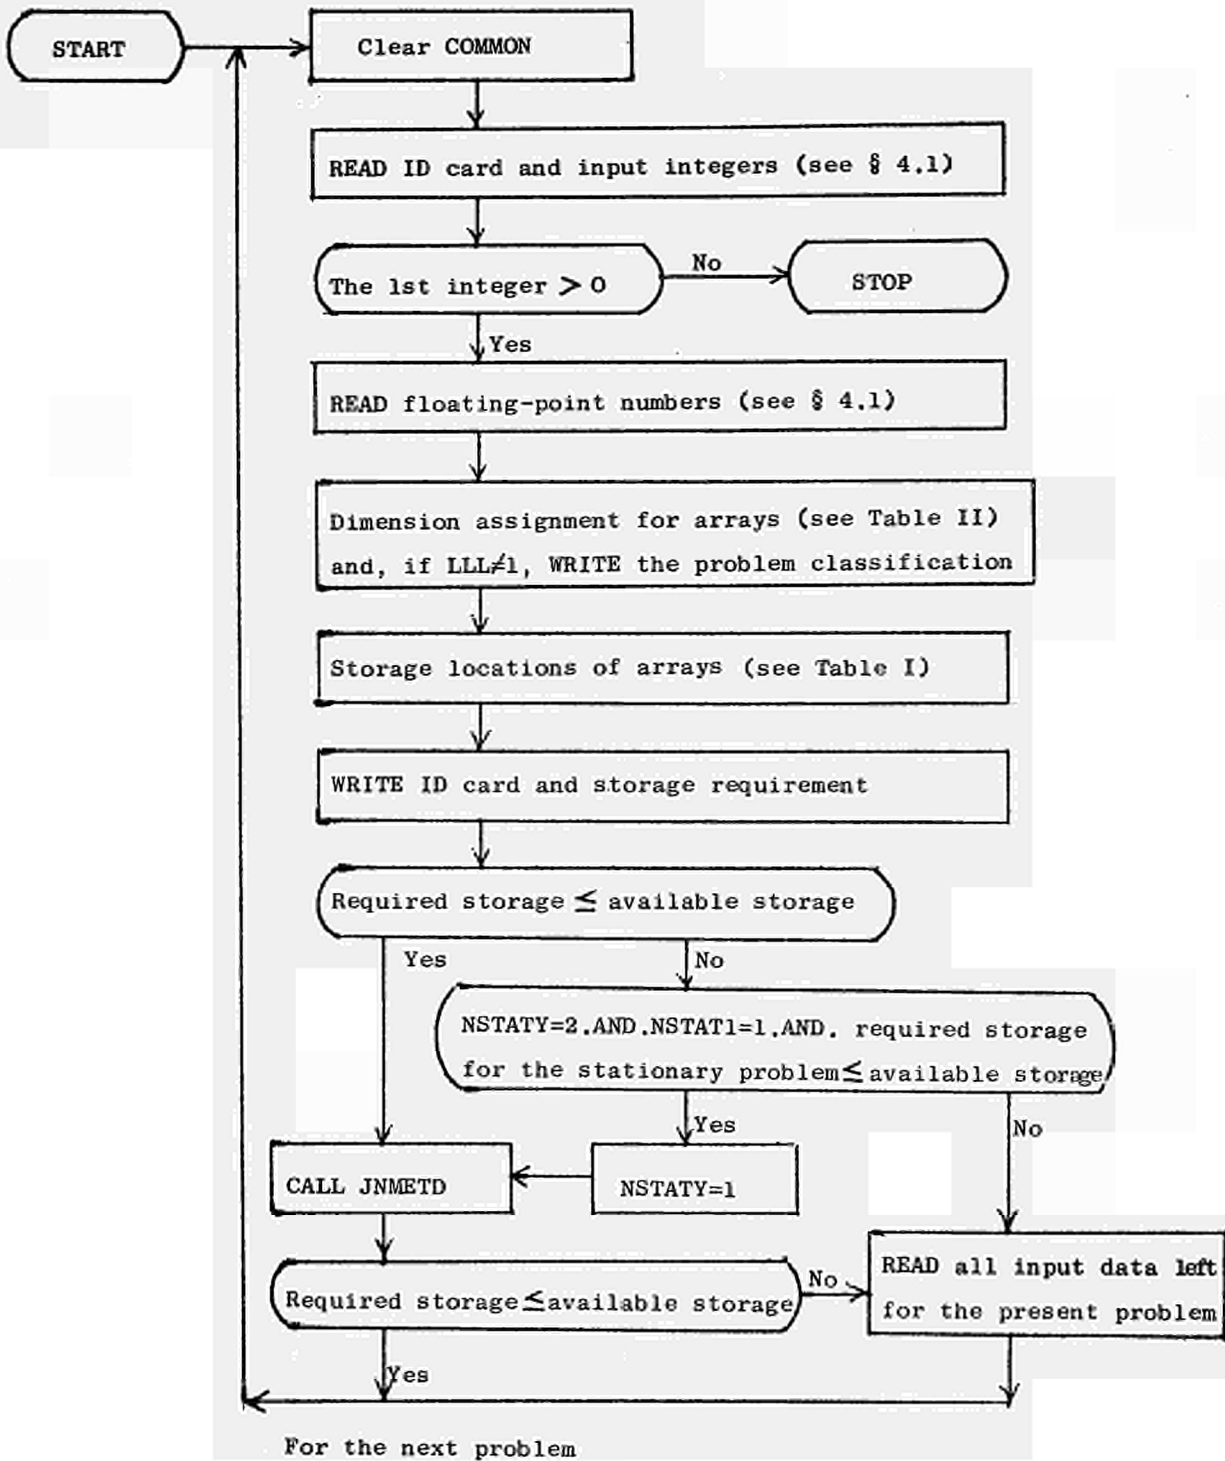 START
Clear COMMON
READ ID card and input integers (see § 4.1)
The 1st integer > 0
No
STOP
Yes
READ floating-point numbers (see § 4.1)
Dimension assignment for arrays (see Table II)
and, if LLL≠1, WRITE the problem classification
Storage locations of arrays (see Table I)
WRITE ID card and storage requirement
Required storage ≤ available storage
Yes
No
NSTATY=2.AND.NSTAT1=1.AND. required storage
for the stationary problem≤available storage
Yes
No
CALL JNMETD
NSTATY=1
READ all input data left
for the present problem
Required storage≤available storage
No
Yes
For the next problem